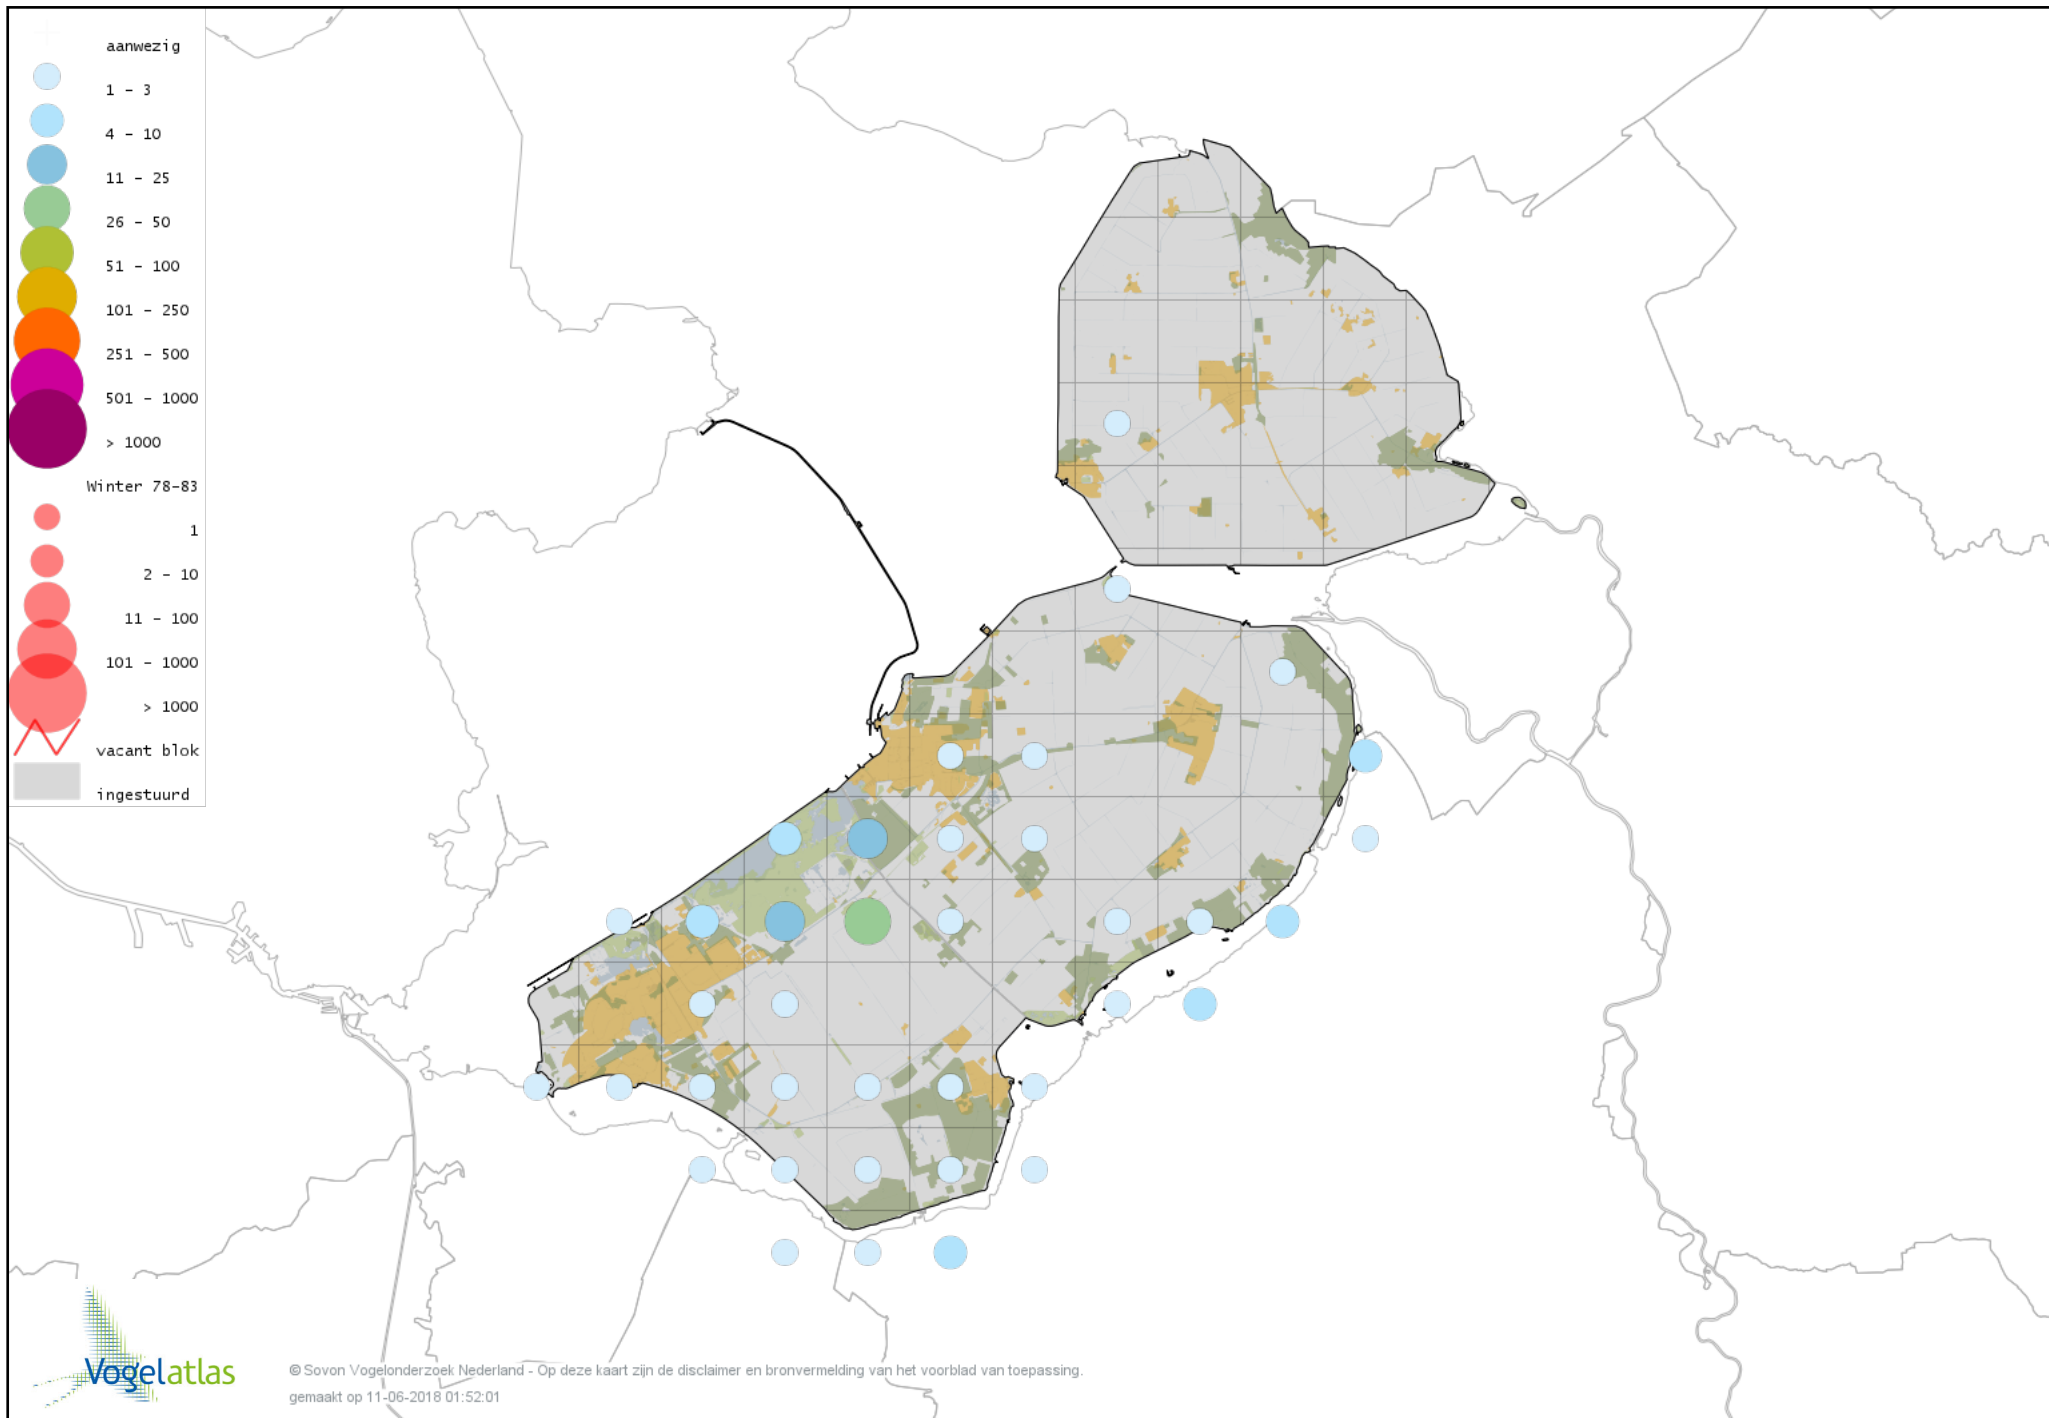 aanwezig
1 - 3
4 - 10
11 - 25
26 - 50
51 - 100
101 - 250
251 - 500
501 - 1000
> 1000
Winter 78-83
1
2 - 10
11 - 100
101 - 1000
> 1000
vacant blok
ingestuurd
Vogelatlas
© Sovon Vogelonderzoek Nederland - Op deze kaart zijn de disclaimer en bronvermelding van het voorblad van toepassing.
gemaakt op 11-06-2018 01:52:01